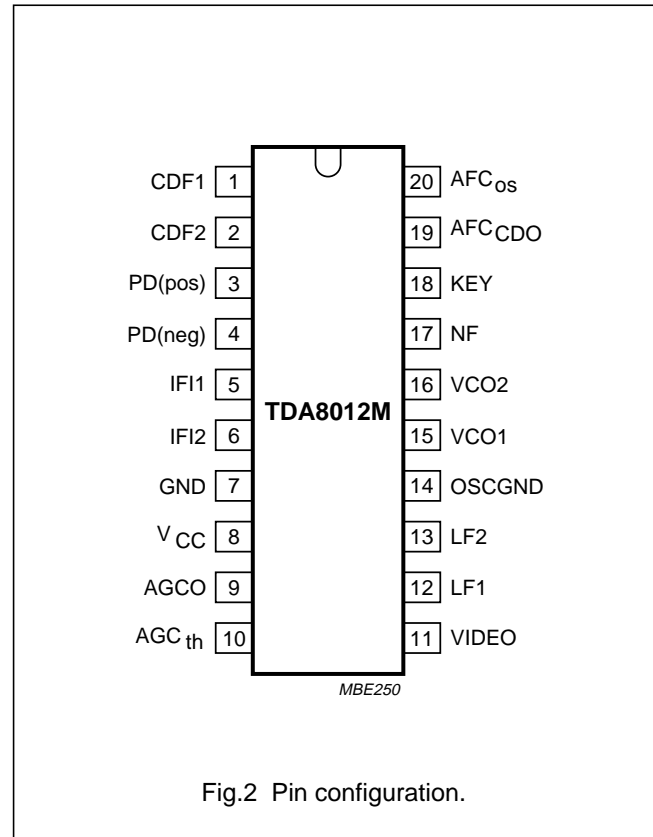 CDF1 1
CDF2 2
PD(pos) 3
PD(neg) 4
IFI1 5
IFI2 6
GND 7
VCC 8
AGCO 9
AGCth 10
TDA8012M
20 AFCos
19 AFCCDO
18 KEY
17 NF
16 VCO2
15 VCO1
14 OSCGND
13 LF2
12 LF1
11 VIDEO
MBE250
Fig.2 Pin configuration.